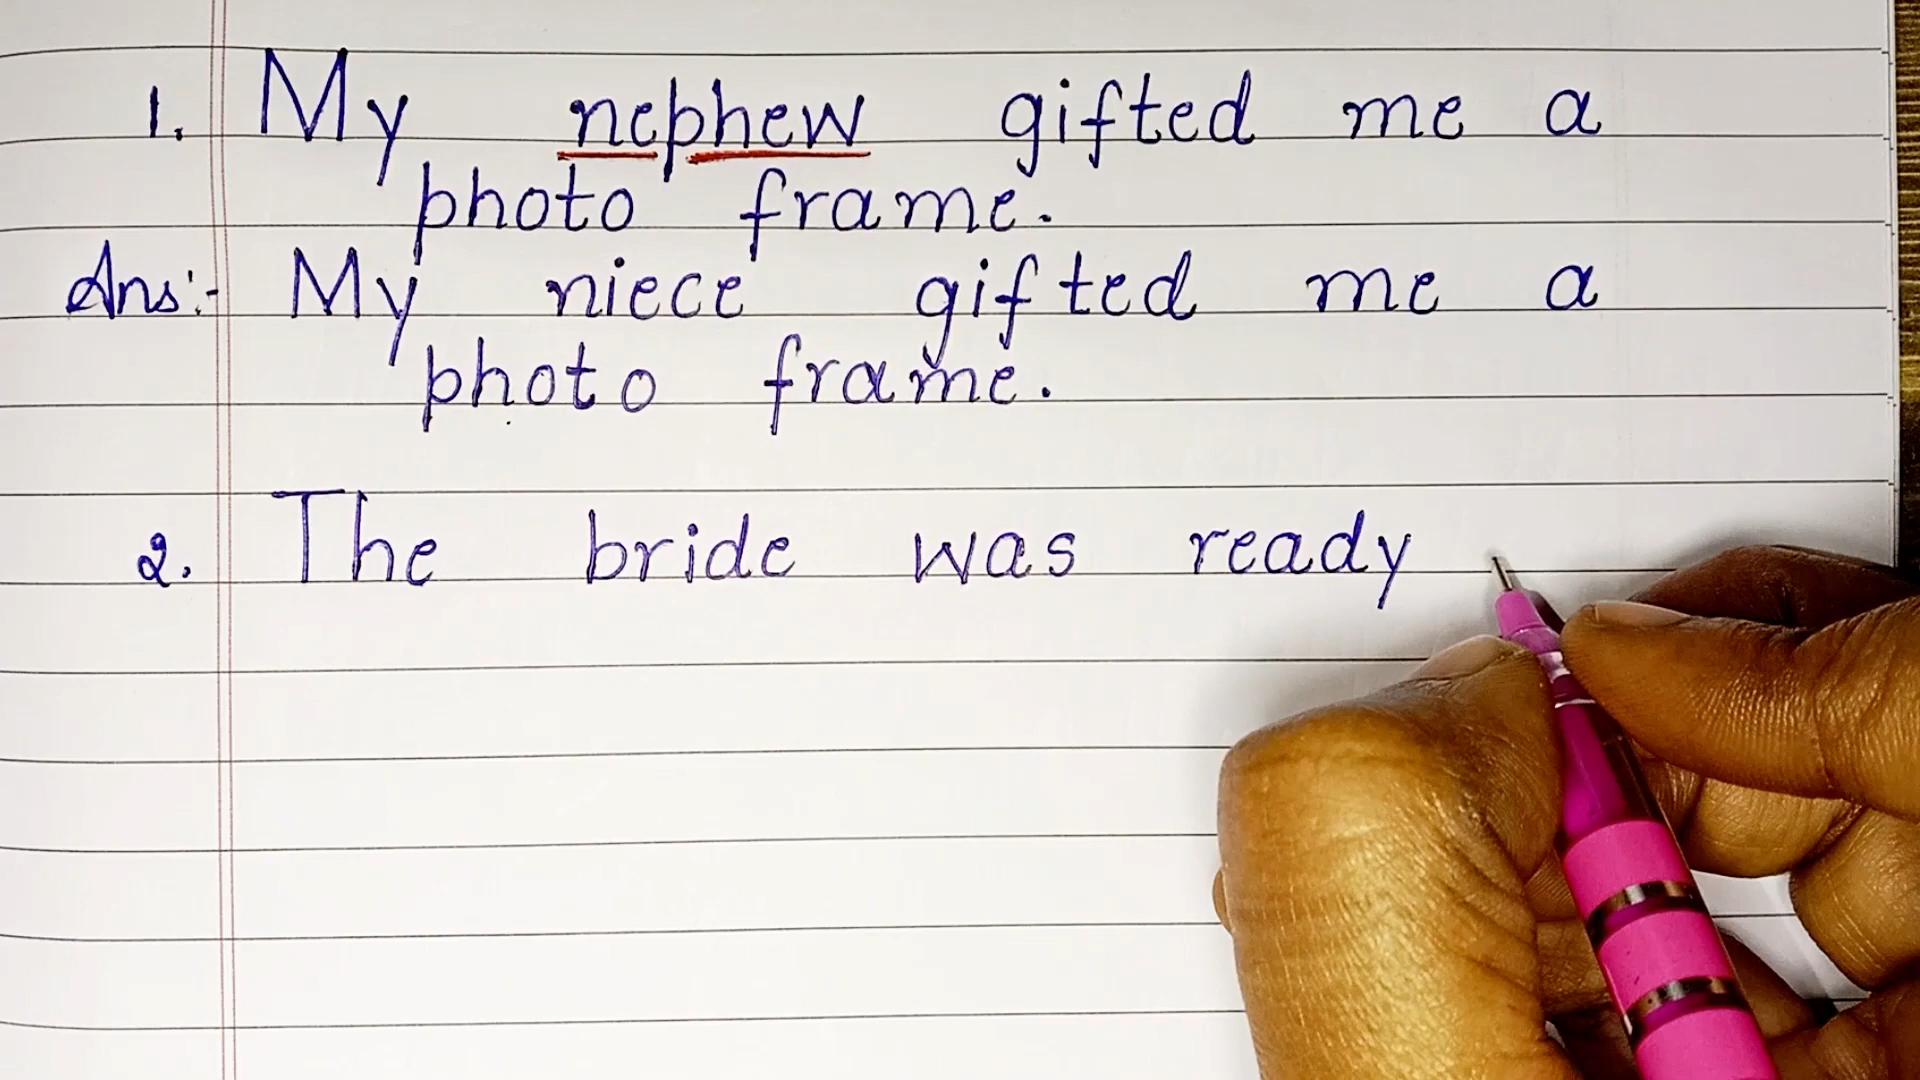 1. My nephew gifted me a
photo frame.
Ans:- My niece gifted me a
photo frame.
2. The bride was ready